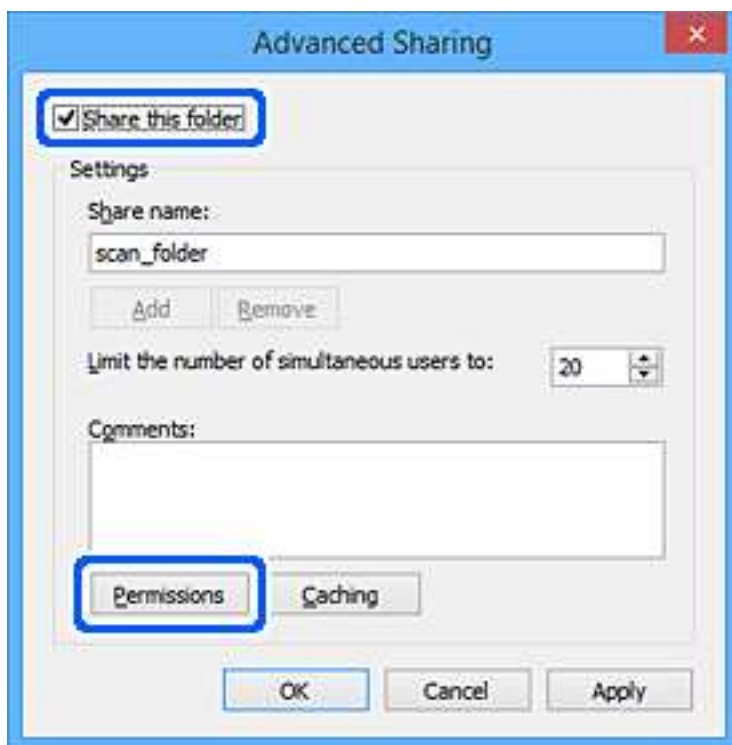 Advanced Sharing
Share this folder
Settings
Share name:
scan_folder
Add Remove
Limit the number of simultaneous users to: 20
Comments:
Permissions Caching
OK Cancel Apply